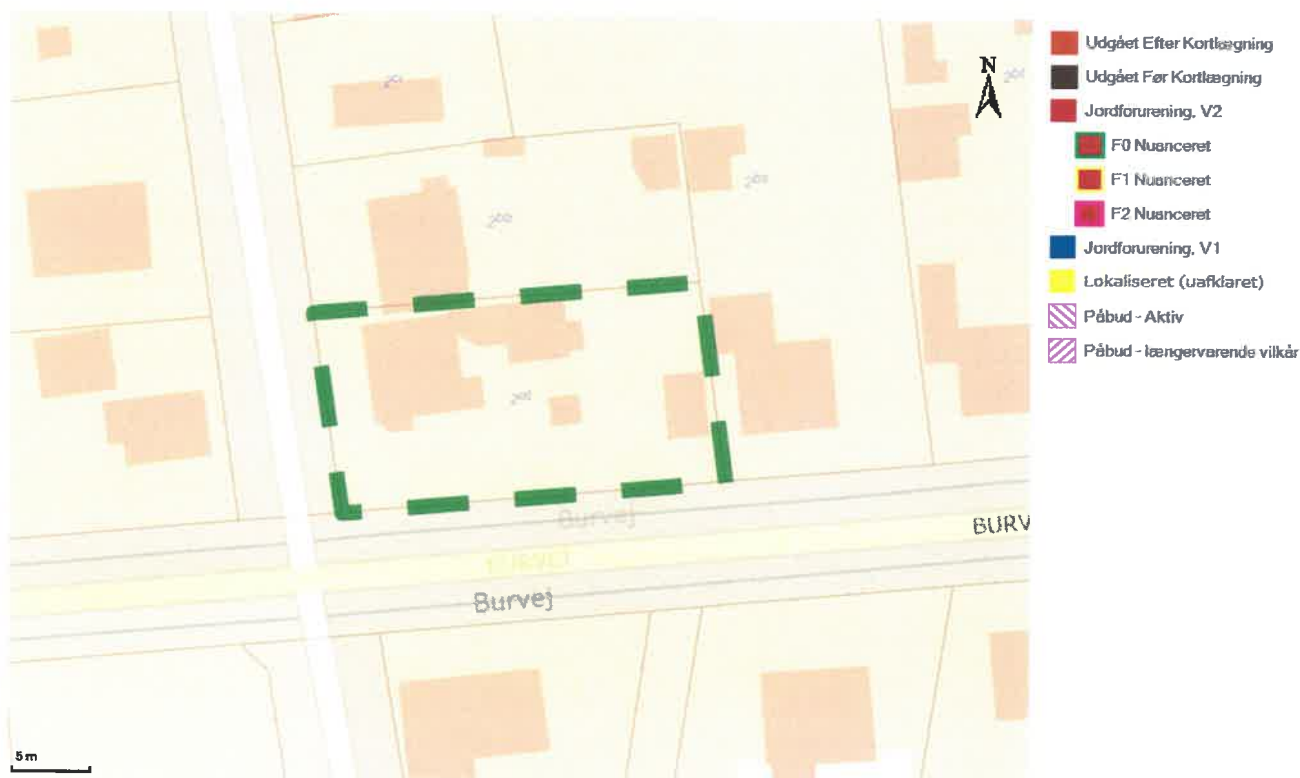 N
Udgået Efter Kortlægning
Udgået Før Kortlægning
Jordforurening, V2
F0 Nuanceret
F1 Nuanceret
F2 Nuanceret
Jordforurening, V1
Lokaliseret (uafklaret)
Påbud - Aktiv
Påbud - længervarende vilkår
Burvej
BURV
Burvej
5 m